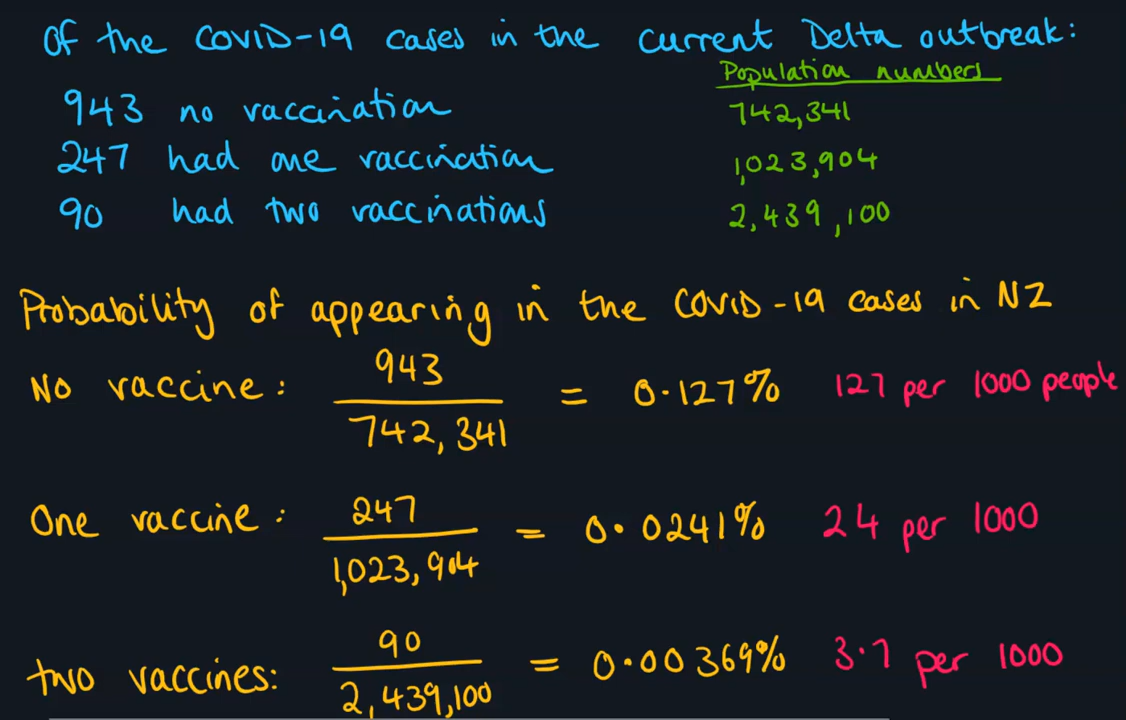 Of the COVID-19 cases in the current Delta outbreak:
Population numbers
943 no vaccination 742,341
247 had one vaccination 1,023,904
90 had two vaccinations 2,439,100
Probability of appearing in the COVID-19 cases in NZ
No vaccine: 943 / 742,341 = 0.127% 127 per 1000 people
One vaccine: 247 / 1,023,904 = 0.0241% 24 per 1000
two vaccines: 90 / 2,439,100 = 0.00369% 3.7 per 1000